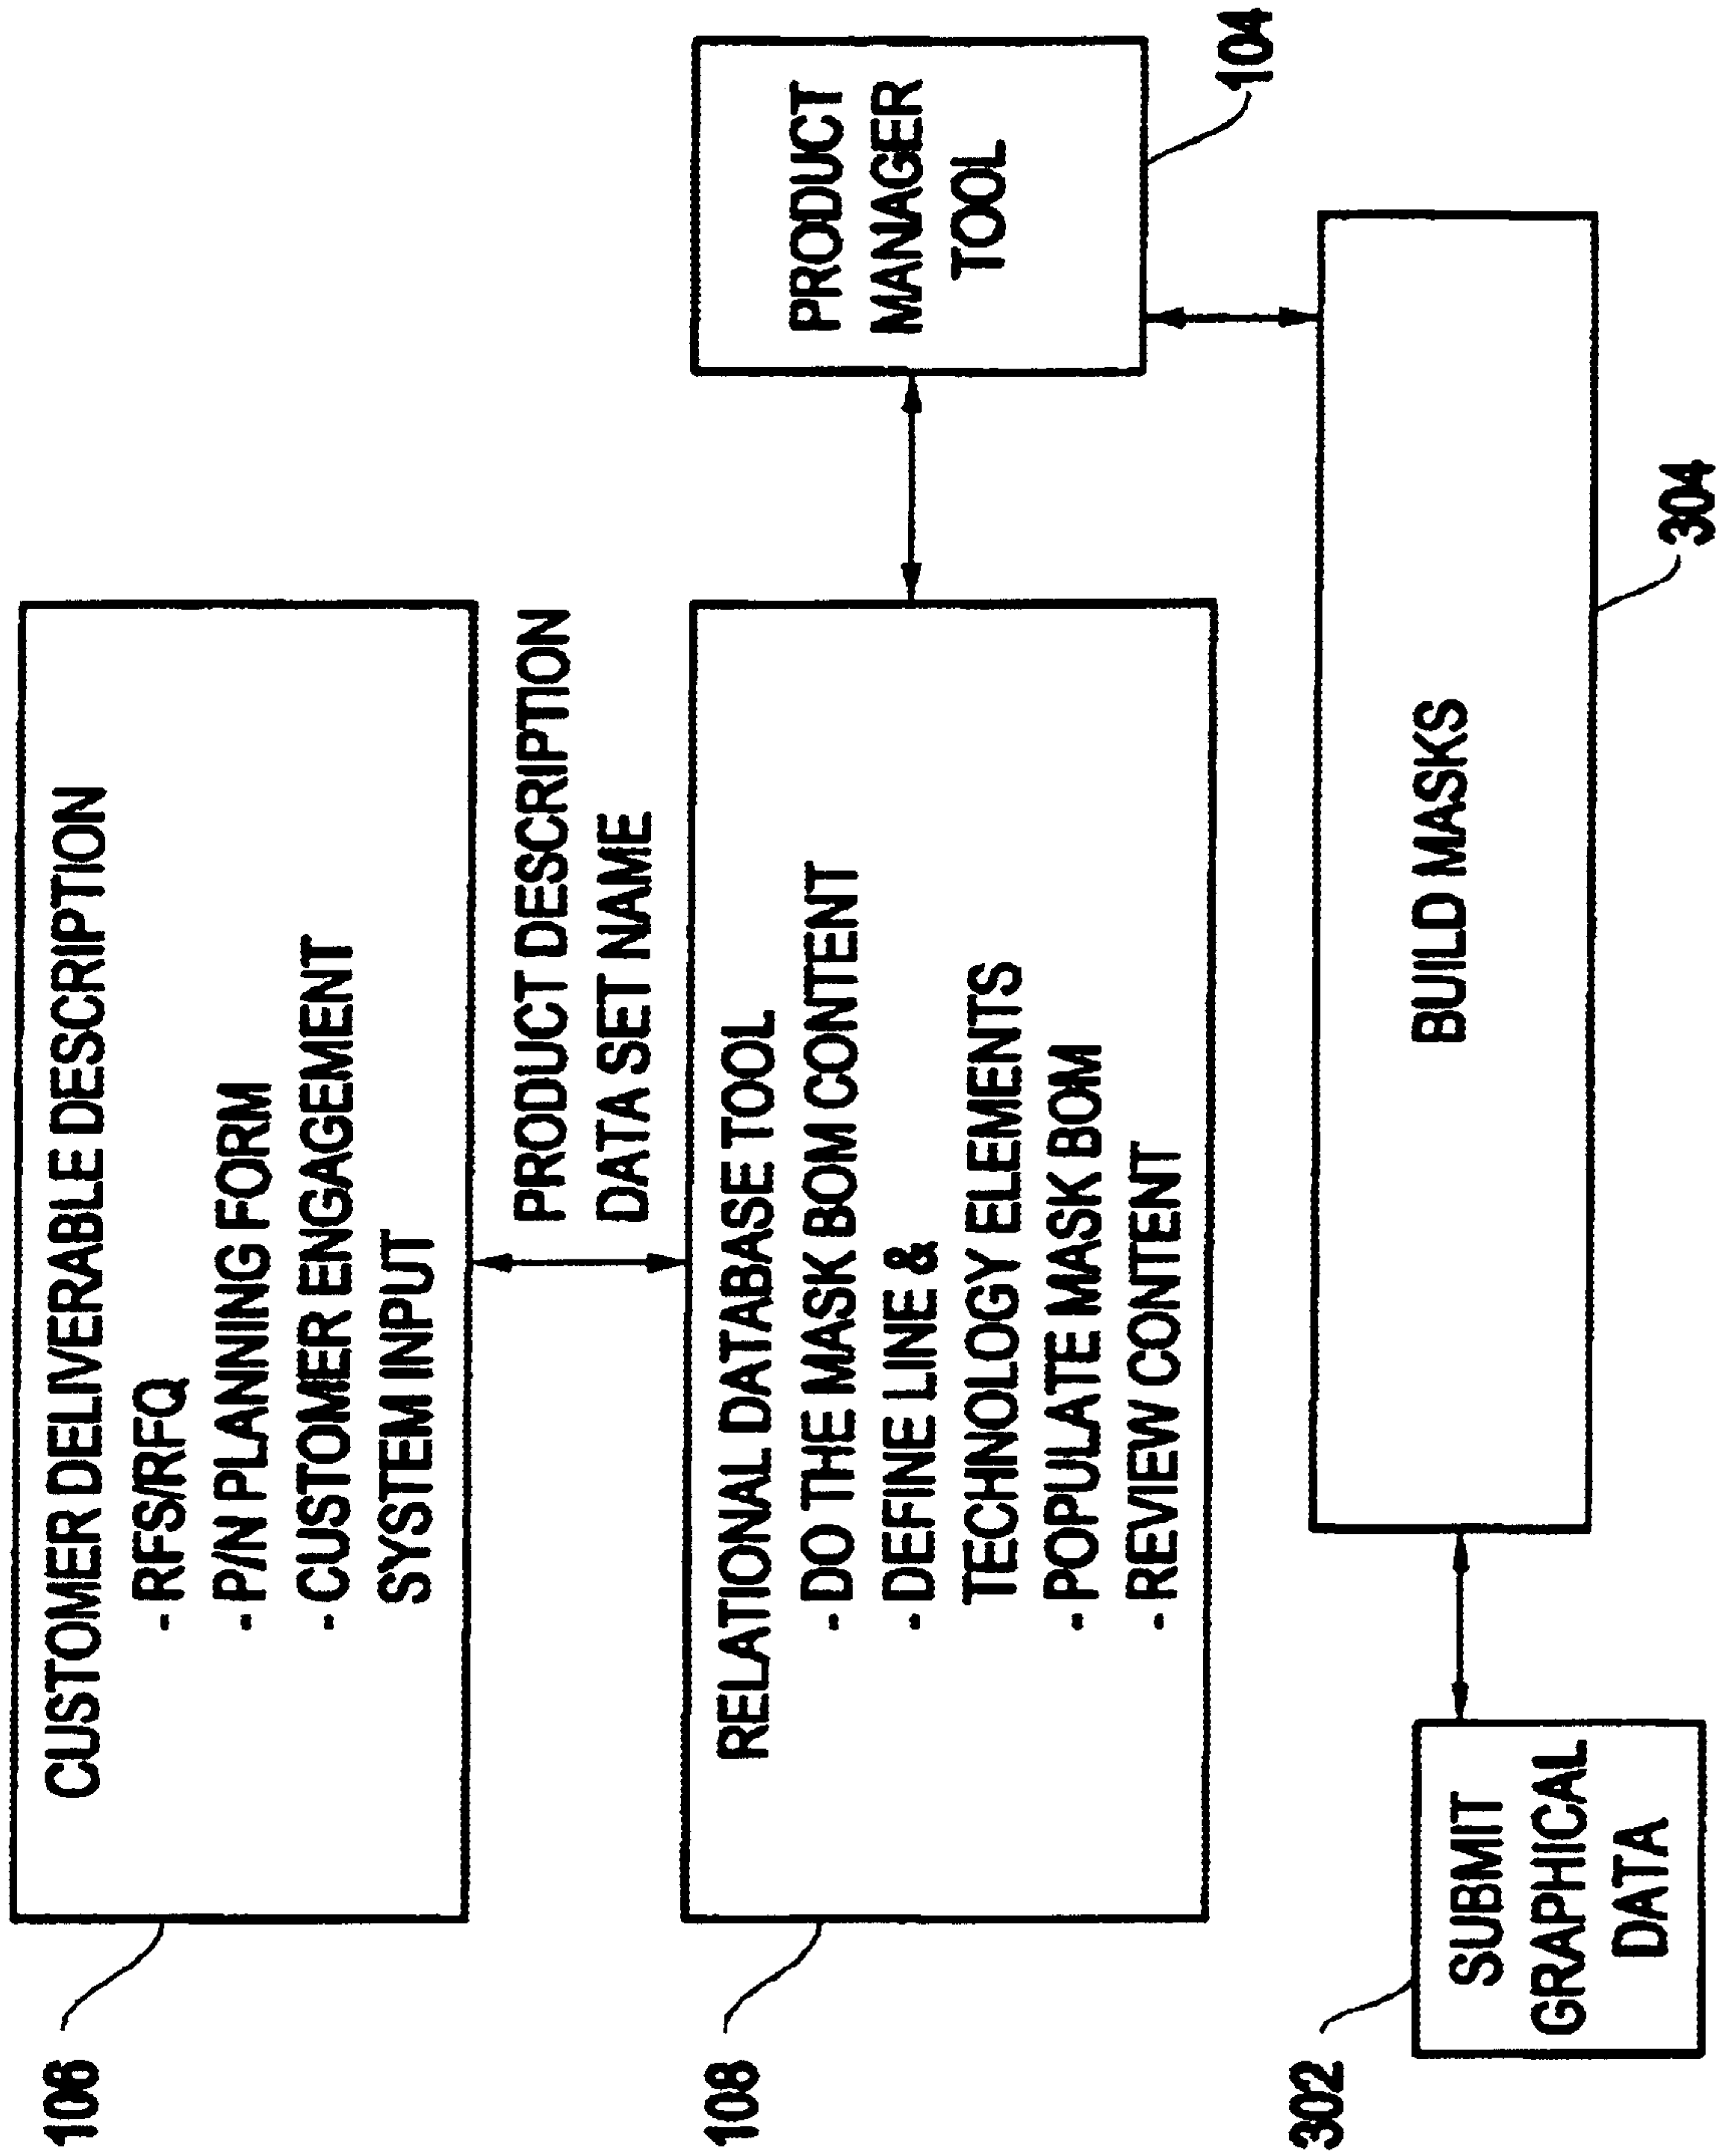 106
CUSTOMER DELIVERABLE DESCRIPTION
- RFS/RFQ
- P/N PLANNING FORM
- CUSTOMER ENGAGEMENT
SYSTEM INPUT
PRODUCT DESCRIPTION
DATA SET NAME
108
RELATIONAL DATABASE TOOL
- DO THE MASK BOM CONTENT
- DEFINE LINE &
TECHNOLOGY ELEMENTS
- POPULATE MASK BOM
- REVIEW CONTENT
PRODUCT
MANAGER
TOOL
104
302
SUBMIT
GRAPHICAL
DATA
BUILD MASKS
304